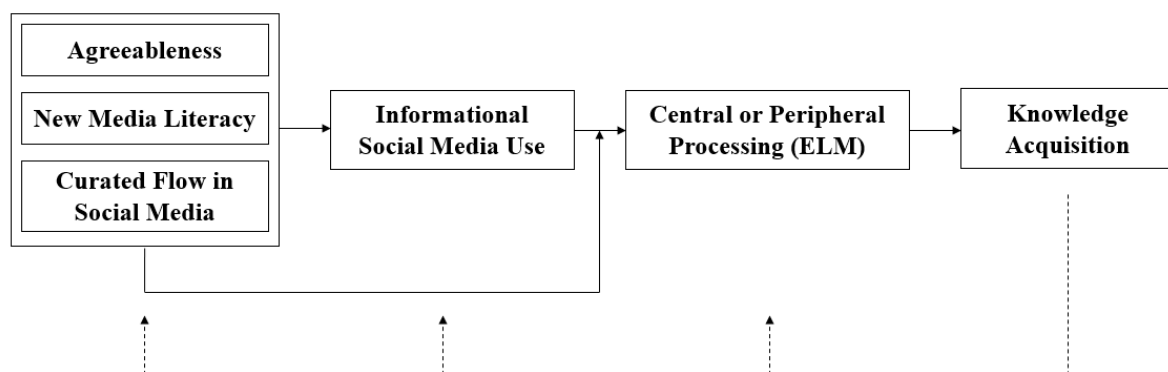 Agreeableness
New Media Literacy
Curated Flow in
Social Media
Informational
Social Media Use
Central or Peripheral
Processing (ELM)
Knowledge
Acquisition